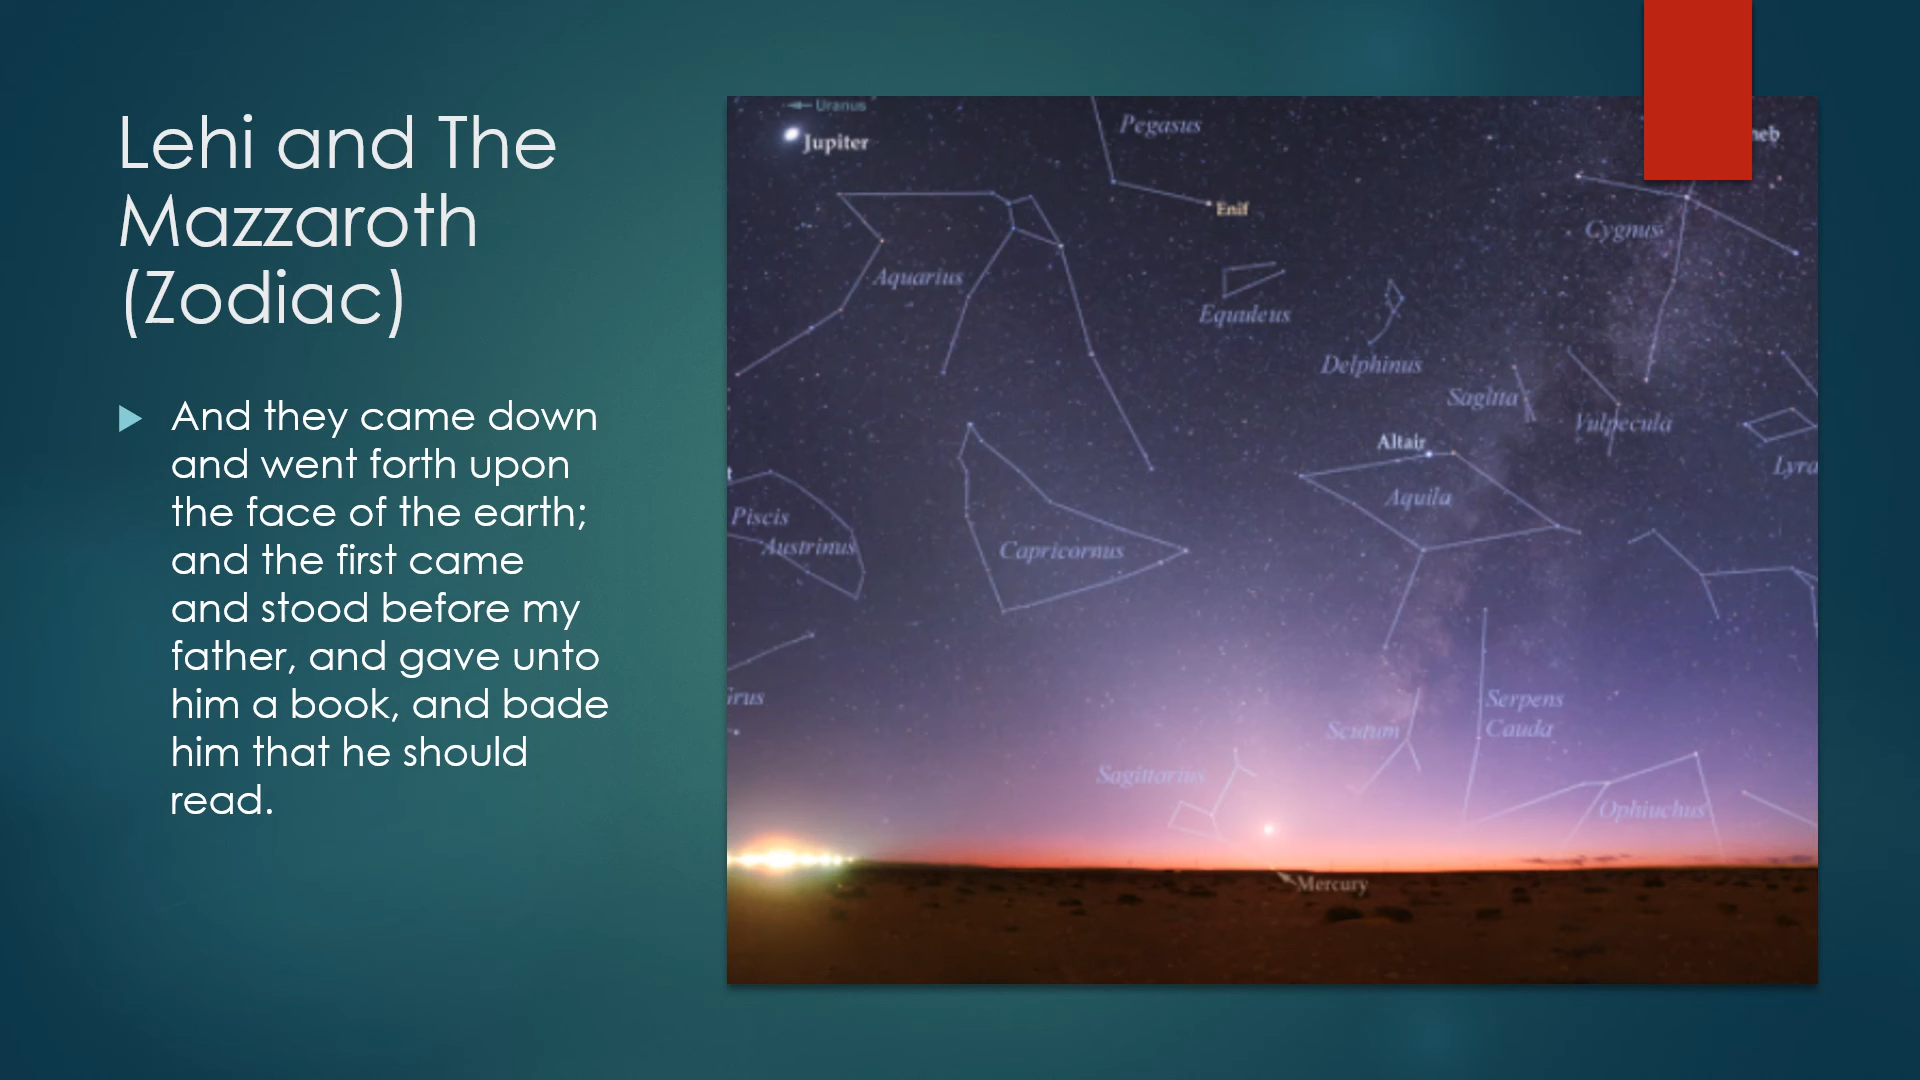 Lehi and The
Mazzaroth
(Zodiac)
And they came down
and went forth upon
the face of the earth;
and the first came
and stood before my
father, and gave unto
him a book, and bade
him that he should
read.
Uranus
Jupiter
Pegasus
Enif
Cygnus
Aquarius
Equuleus
Delphinus
Sagitta
Vulpecula
Altair
Lyra
Aquila
Piscis
Austrinus
Capricornus
Serpens
Cauda
Scutum
Sagittarius
Ophiuchus
Mercury